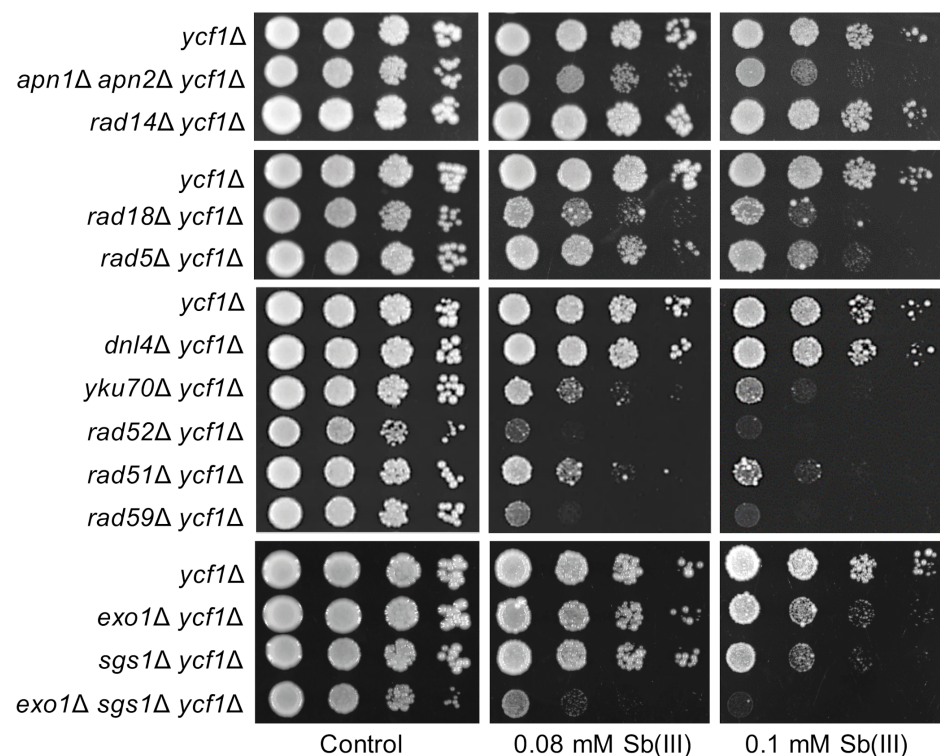 ycf1Δ
apn1Δ apn2Δ ycf1Δ
rad14Δ ycf1Δ
ycf1Δ
rad18Δ ycf1Δ
rad5Δ ycf1Δ
ycf1Δ
dnl4Δ ycf1Δ
yku70Δ ycf1Δ
rad52Δ ycf1Δ
rad51Δ ycf1Δ
rad59Δ ycf1Δ
ycf1Δ
exo1Δ ycf1Δ
sgs1Δ ycf1Δ
exo1Δ sgs1Δ ycf1Δ
Control 0.08 mM Sb(III) 0.1 mM Sb(III)